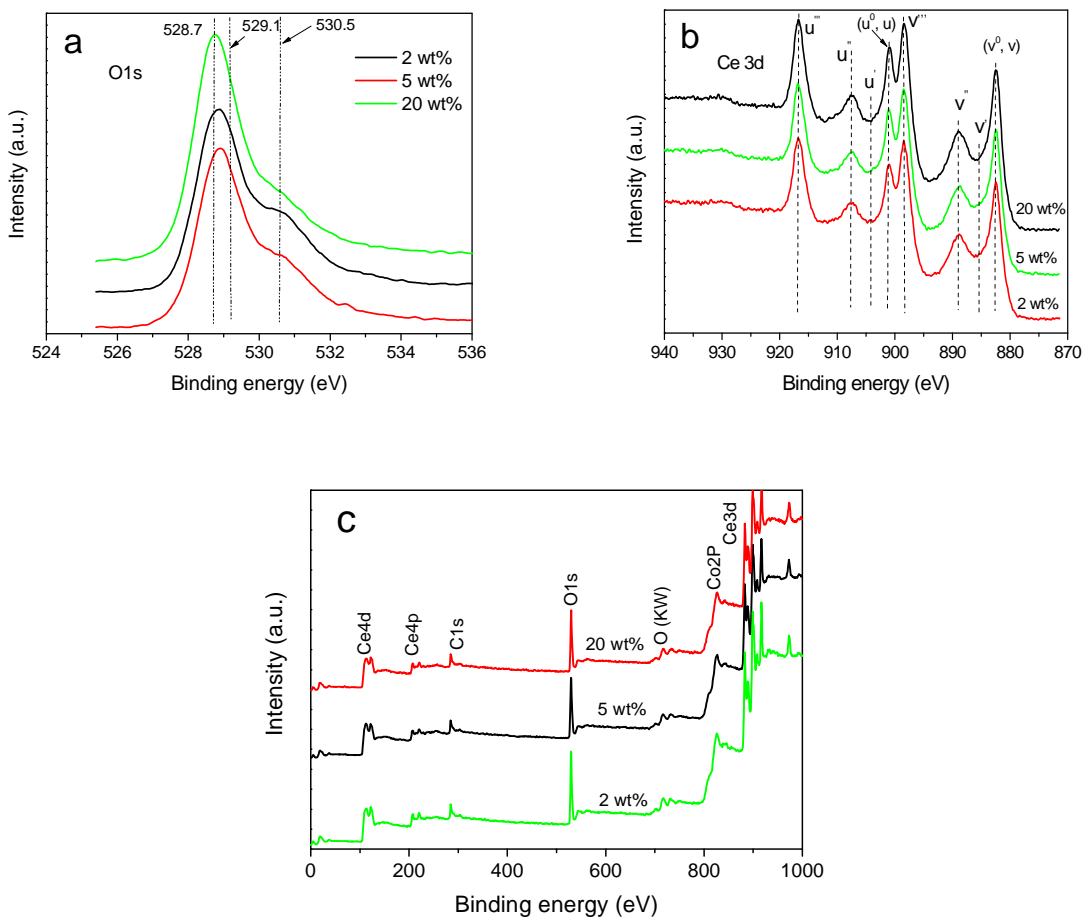 a
528.7
529.1
530.5
O1s
2 wt%
5 wt%
20 wt%
Intensity (a.u.)
524 526 528 530 532 534 536
Binding energy (eV)
b
Ce 3d
u'''
u''
u'
(u⁰, u)
v'''
v''
v'
(v⁰, v)
20 wt%
5 wt%
2 wt%
Intensity (a.u.)
940 930 920 910 900 890 880 870
Binding energy (eV)
c
Ce4d
Ce4p
C1s
O1s
O (KW)
Co2P
Ce3d
20 wt%
5 wt%
2 wt%
Intensity (a.u.)
0 200 400 600 800 1000
Binding energy (eV)